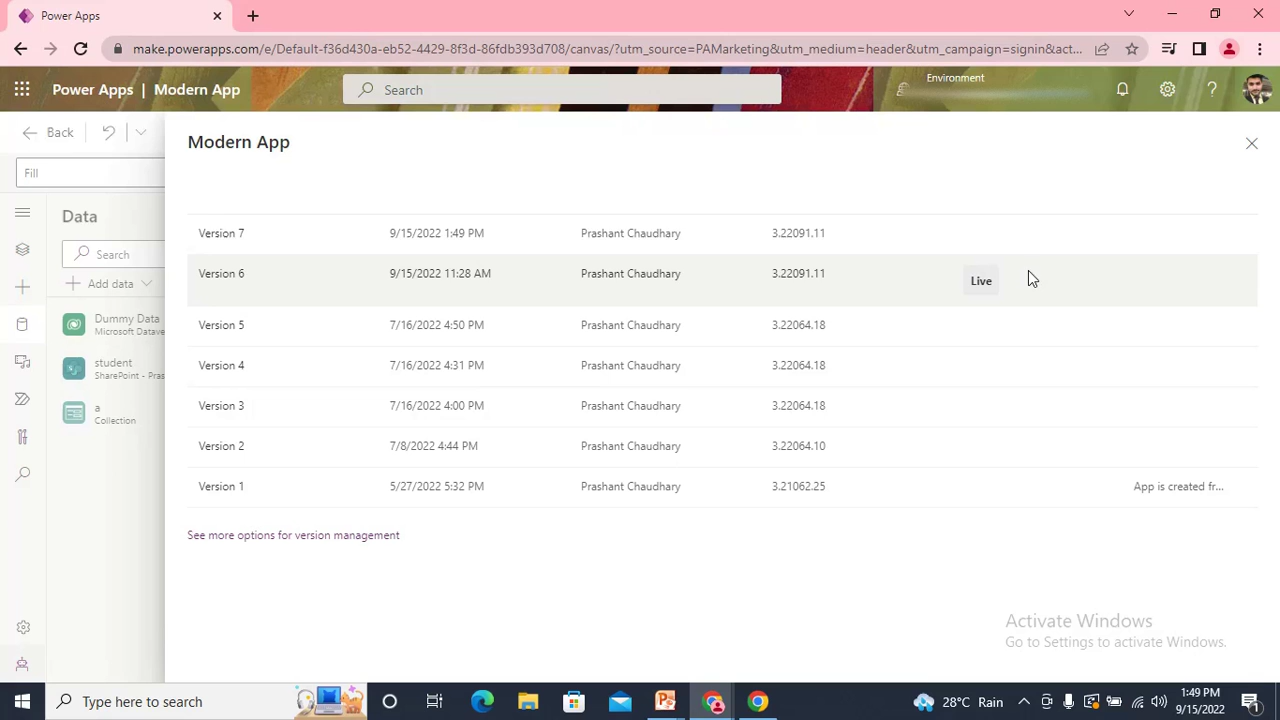 Power Apps
make.powerapps.com/e/Default-f36d430a-eb52-4429-8f3d-86fdb393d708/canvas/?utm_source=PAMarketing&utm_medium=header&utm_campaign=signin&act...
Power Apps | Modern App
Search
Environment
Back
Modern App
Fill
Data
Search
Add data
Dummy Data
Microsoft Datave
student
SharePoint - Pras
a
Collection
Version 7 9/15/2022 1:49 PM Prashant Chaudhary 3.22091.11
Version 6 9/15/2022 11:28 AM Prashant Chaudhary 3.22091.11 Live
Version 5 7/16/2022 4:50 PM Prashant Chaudhary 3.22064.18
Version 4 7/16/2022 4:31 PM Prashant Chaudhary 3.22064.18
Version 3 7/16/2022 4:00 PM Prashant Chaudhary 3.22064.18
Version 2 7/8/2022 4:44 PM Prashant Chaudhary 3.22064.10
Version 1 5/27/2022 5:32 PM Prashant Chaudhary 3.21062.25 App is created fr...
See more options for version management
Activate Windows
Go to Settings to activate Windows.
Type here to search
28°C Rain
1:49 PM
9/15/2022
1